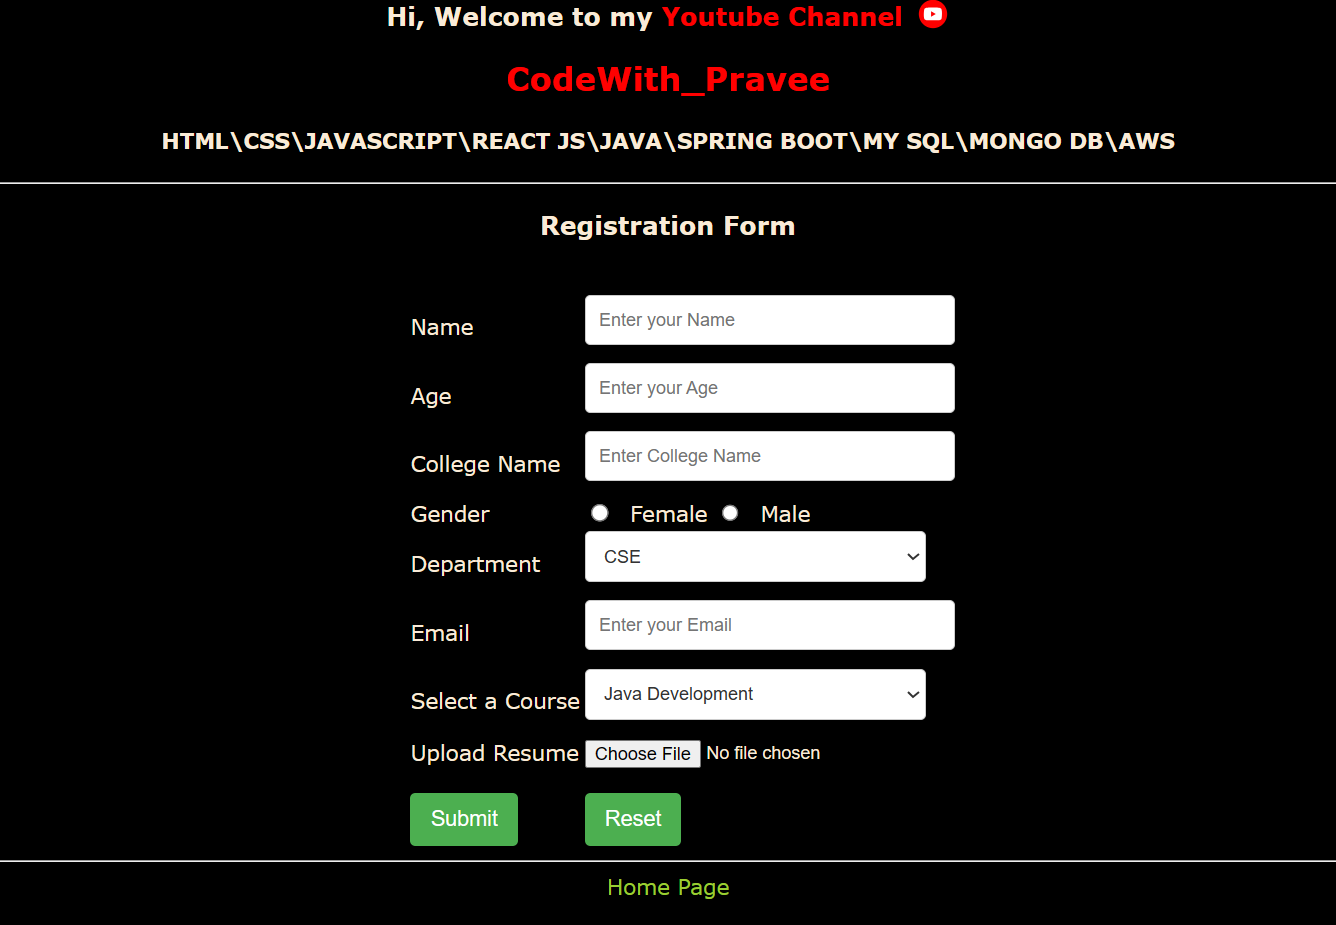 Hi, Welcome to my Youtube Channel
CodeWith_Pravee
HTML\CSS\JAVASCRIPT\REACT JS\JAVA\SPRING BOOT\MY SQL\MONGO DB\AWS
Registration Form
Name Enter your Name
Age Enter your Age
College Name Enter College Name
Gender Female Male
Department CSE
Email Enter your Email
Select a Course Java Development
Upload Resume Choose File No file chosen
Submit Reset
Home Page